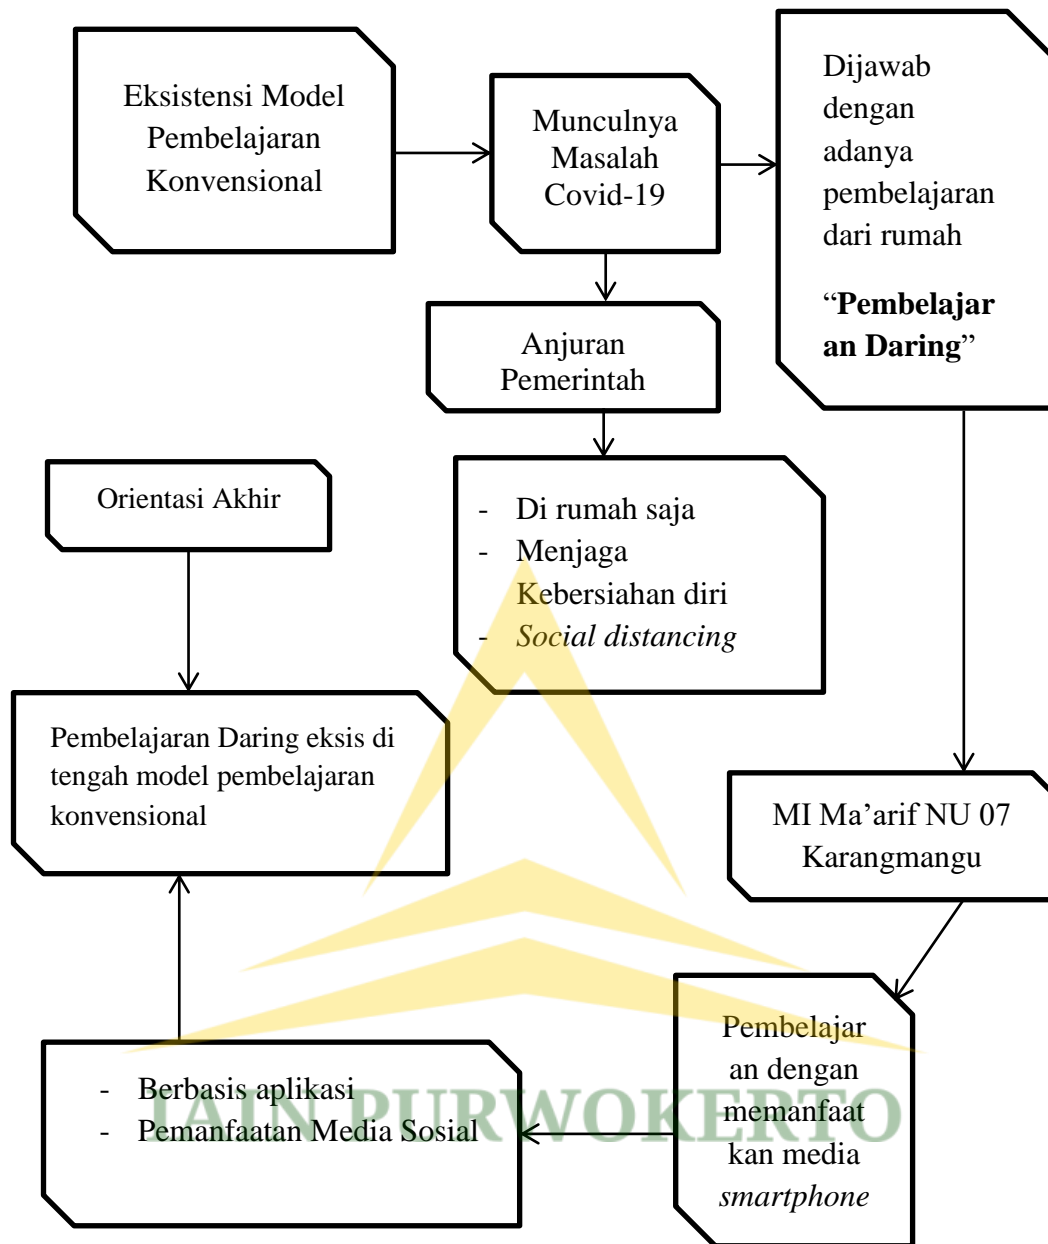 Eksistensi Model
Pembelajaran
Konvensional
Munculnya
Masalah
Covid-19
Dijawab
dengan
adanya
pembelajaran
dari rumah
“Pembelajar
an Daring”
Anjuran
Pemerintah
- Di rumah saja
- Menjaga
Kebersiahan diri
- Social distancing
Orientasi Akhir
Pembelajaran Daring eksis di
tengah model pembelajaran
konvensional
MI Ma’arif NU 07
Karangmangu
Pembelajar
an dengan
memanfaat
kan media
smartphone
- Berbasis aplikasi
- Pemanfaatan Media Sosial
IAIN PURWOKERTO